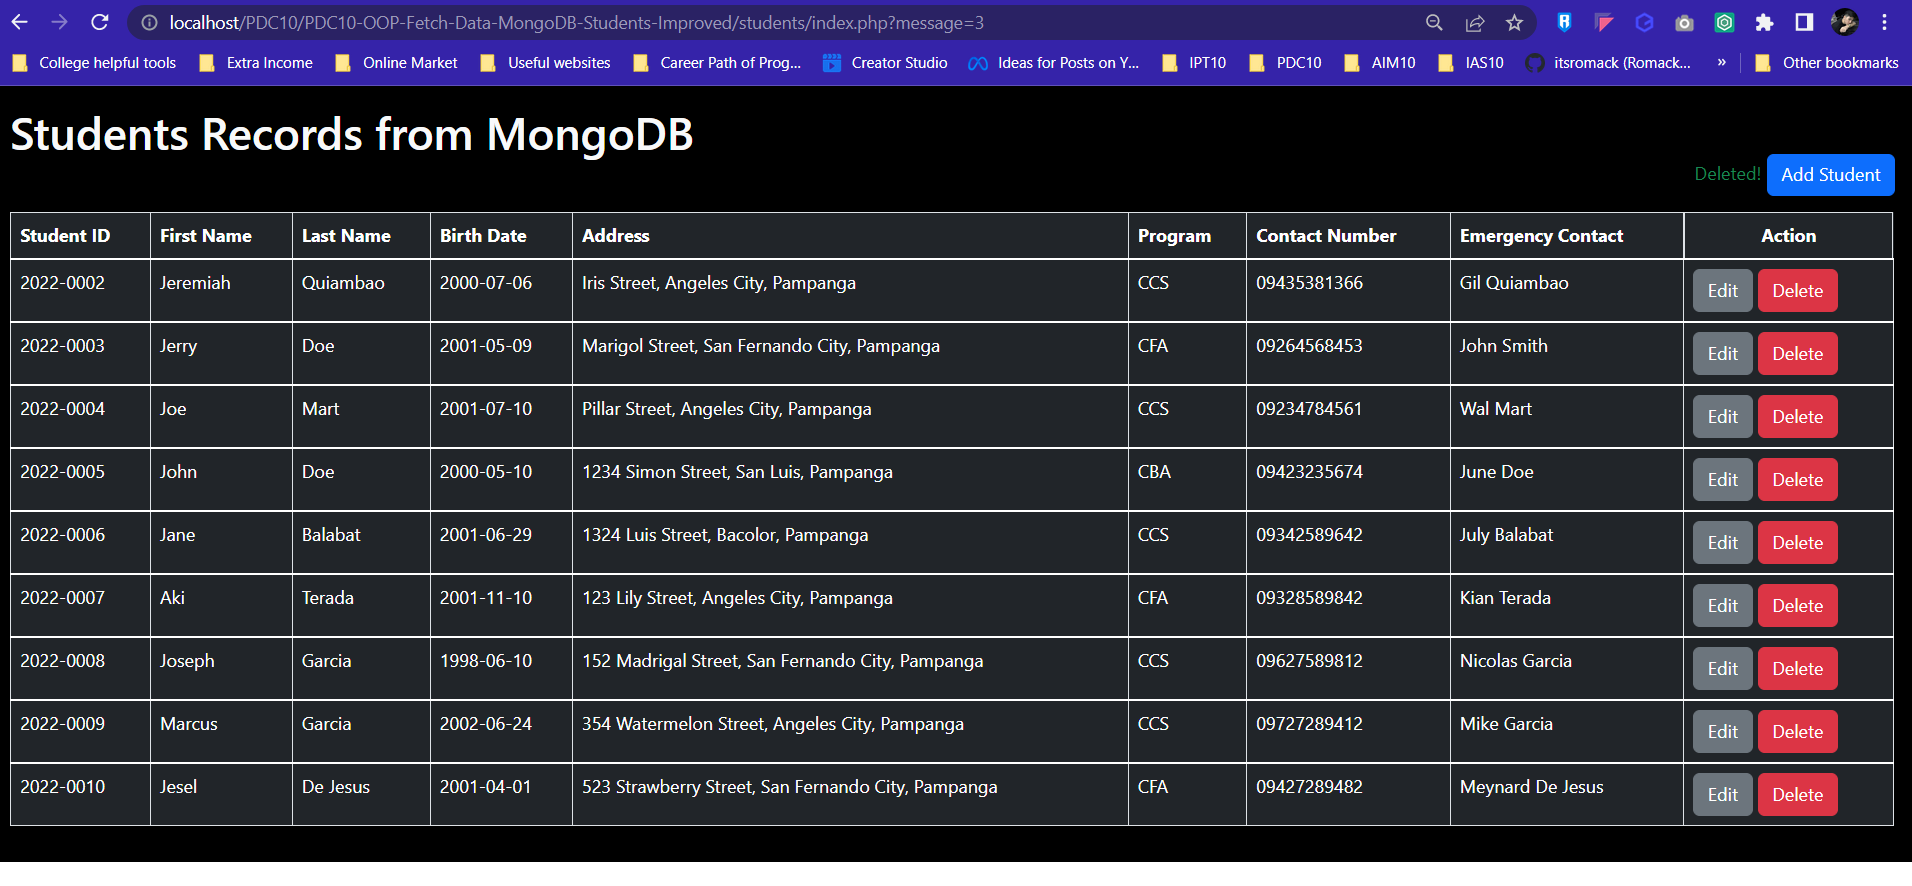 localhost/PDC10/PDC10-OOP-Fetch-Data-MongoDB-Students-Improved/students/index.php?message=3
College helpful tools Extra Income Online Market Useful websites Career Path of Prog... Creator Studio Ideas for Posts on Y... IPT10 PDC10 AIM10 IAS10 itsromack (Romack... » Other bookmarks
Students Records from MongoDB
Deleted! Add Student
Student ID First Name Last Name Birth Date Address Program Contact Number Emergency Contact Action
2022-0002 Jeremiah Quiambao 2000-07-06 Iris Street, Angeles City, Pampanga CCS 09435381366 Gil Quiambao Edit Delete
2022-0003 Jerry Doe 2001-05-09 Marigol Street, San Fernando City, Pampanga CFA 09264568453 John Smith Edit Delete
2022-0004 Joe Mart 2001-07-10 Pillar Street, Angeles City, Pampanga CCS 09234784561 Wal Mart Edit Delete
2022-0005 John Doe 2000-05-10 1234 Simon Street, San Luis, Pampanga CBA 09423235674 June Doe Edit Delete
2022-0006 Jane Balabat 2001-06-29 1324 Luis Street, Bacolor, Pampanga CCS 09342589642 July Balabat Edit Delete
2022-0007 Aki Terada 2001-11-10 123 Lily Street, Angeles City, Pampanga CFA 09328589842 Kian Terada Edit Delete
2022-0008 Joseph Garcia 1998-06-10 152 Madrigal Street, San Fernando City, Pampanga CCS 09627589812 Nicolas Garcia Edit Delete
2022-0009 Marcus Garcia 2002-06-24 354 Watermelon Street, Angeles City, Pampanga CCS 09727289412 Mike Garcia Edit Delete
2022-0010 Jesel De Jesus 2001-04-01 523 Strawberry Street, San Fernando City, Pampanga CFA 09427289482 Meynard De Jesus Edit Delete